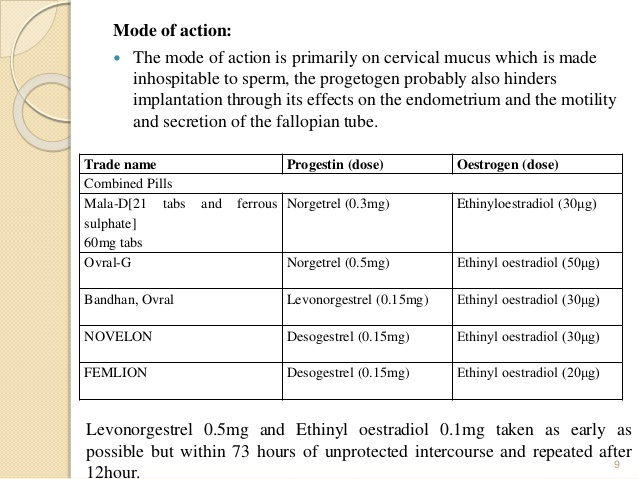 Mode of action:
• The mode of action is primarily on cervical mucus which is made
inhospitable to sperm, the progetogen probably also hinders
implantation through its effects on the endometrium and the motility
and secretion of the fallopian tube.
Trade name Progestin (dose) Oestrogen (dose)
Combined Pills
Mala-D[21 tabs and ferrous Norgetrel (0.3mg) Ethinyloestradiol (30µg)
sulphate]
60mg tabs
Ovral-G Norgetrel (0.5mg) Ethinyl oestradiol (50µg)
Bandhan, Ovral Levonorgestrel (0.15mg) Ethinyl oestradiol (30µg)
NOVELON Desogestrel (0.15mg) Ethinyl oestradiol (30µg)
FEMLION Desogestrel (0.15mg) Ethinyl oestradiol (20µg)
Levonorgestrel 0.5mg and Ethinyl oestradiol 0.1mg taken as early as
possible but within 73 hours of unprotected intercourse and repeated after
12hour.
9